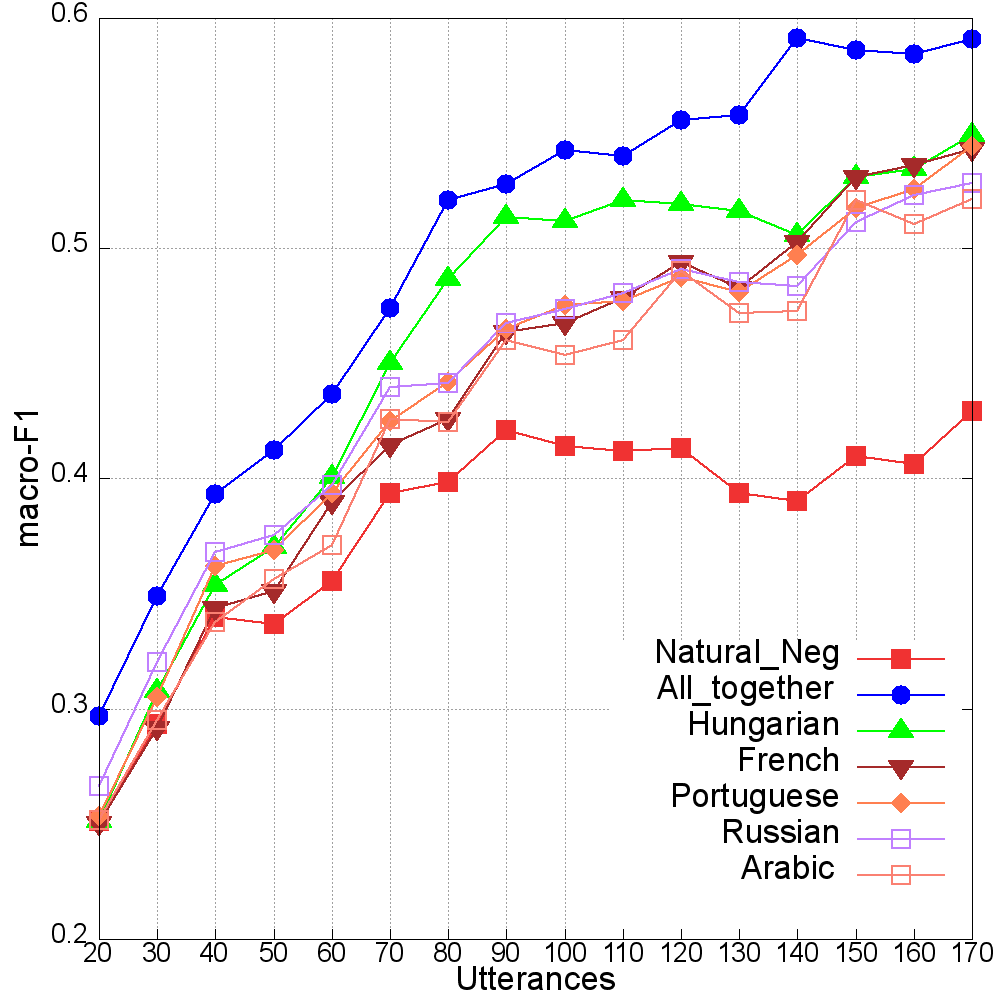 0.6
0.5
0.4
0.3
0.2
macro-F1
Natural_Neg
All_together
Hungarian
French
Portuguese
Russian
Arabic
20 30 40 50 60 70 80 90 100 110 120 130 140 150 160 170
Utterances